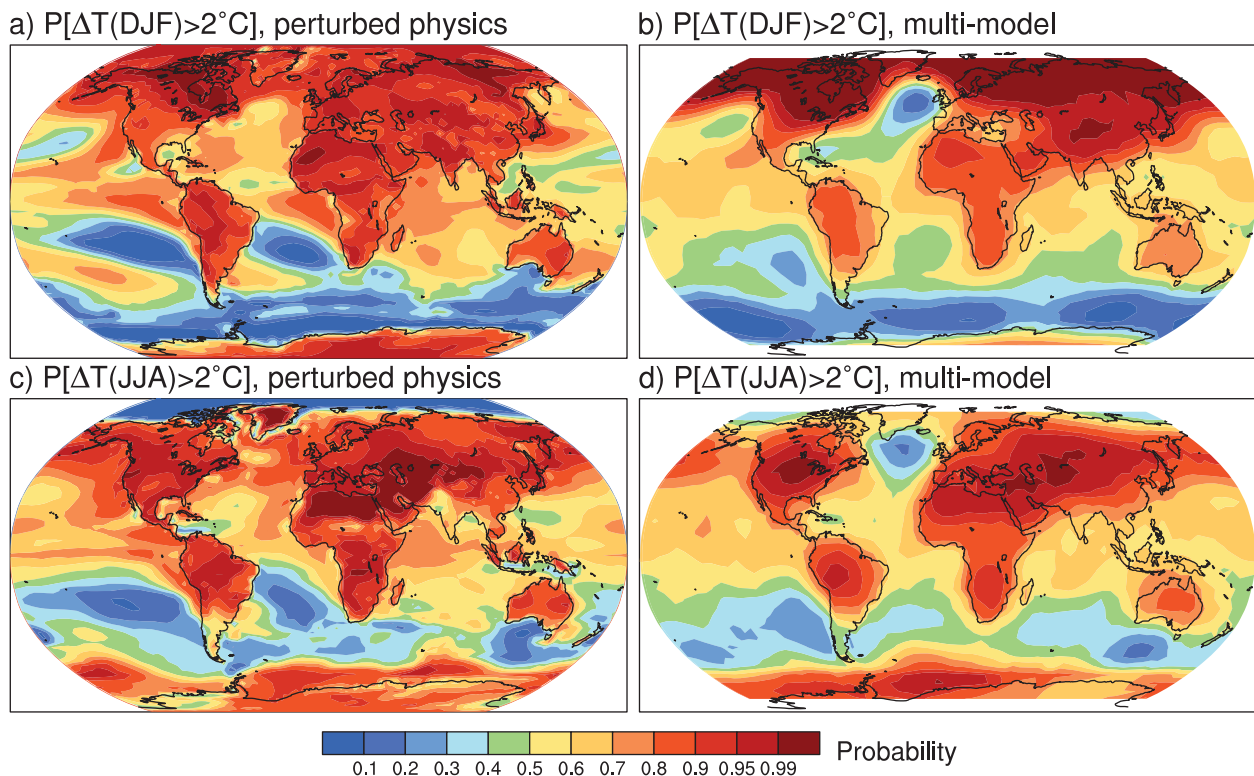 a) P[ΔT(DJF)>2°C], perturbed physics
b) P[ΔT(DJF)>2°C], multi-model
c) P[ΔT(JJA)>2°C], perturbed physics
d) P[ΔT(JJA)>2°C], multi-model
0.1 0.2 0.3 0.4 0.5 0.6 0.7 0.8 0.9 0.95 0.99 Probability